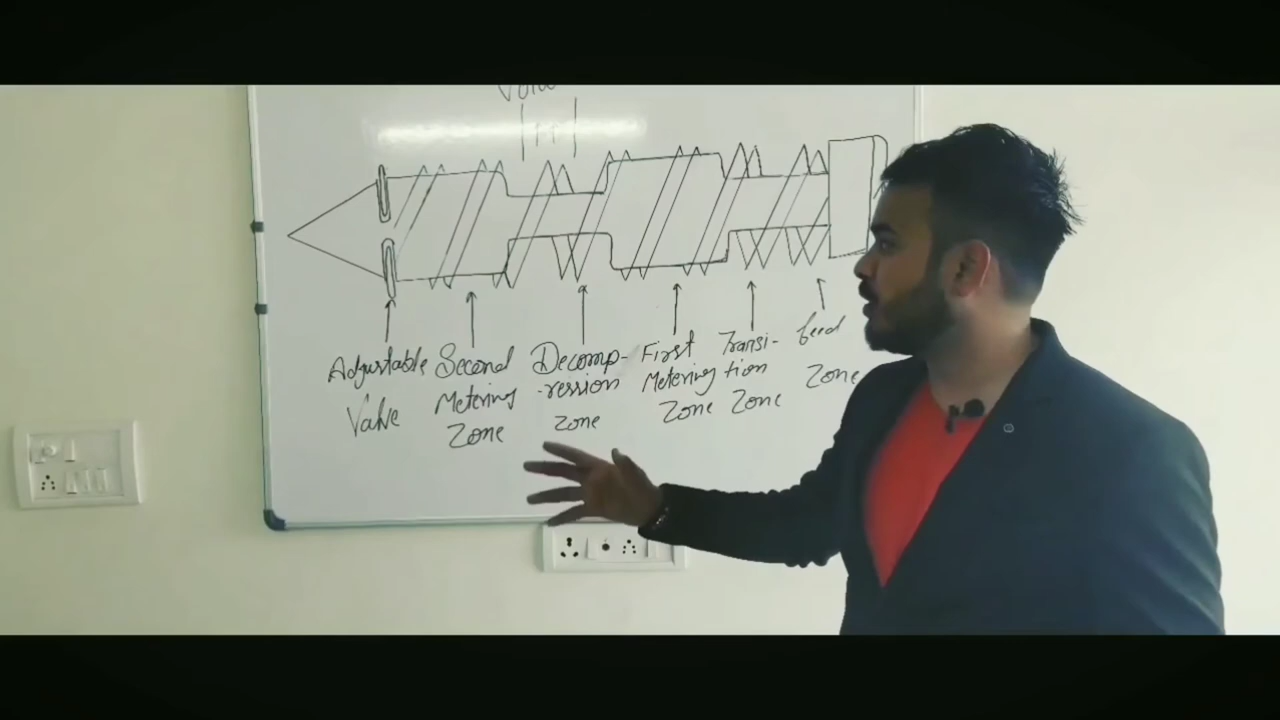 Adjustable
Valve
Second
Metering
Zone
Decomp-
-ression
Zone
First
Metering
Zone
Transi-
tion
Zone
feed
Zone